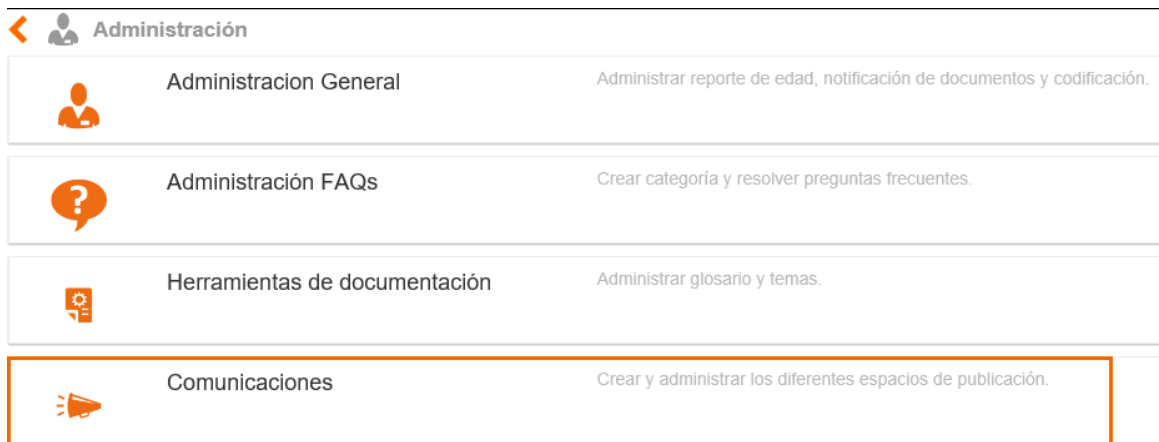 Administración
Administracion General
Administrar reporte de edad, notificación de documentos y codificación.
Administración FAQs
Crear categoría y resolver preguntas frecuentes.
Herramientas de documentación
Administrar glosario y temas.
Comunicaciones
Crear y administrar los diferentes espacios de publicación.